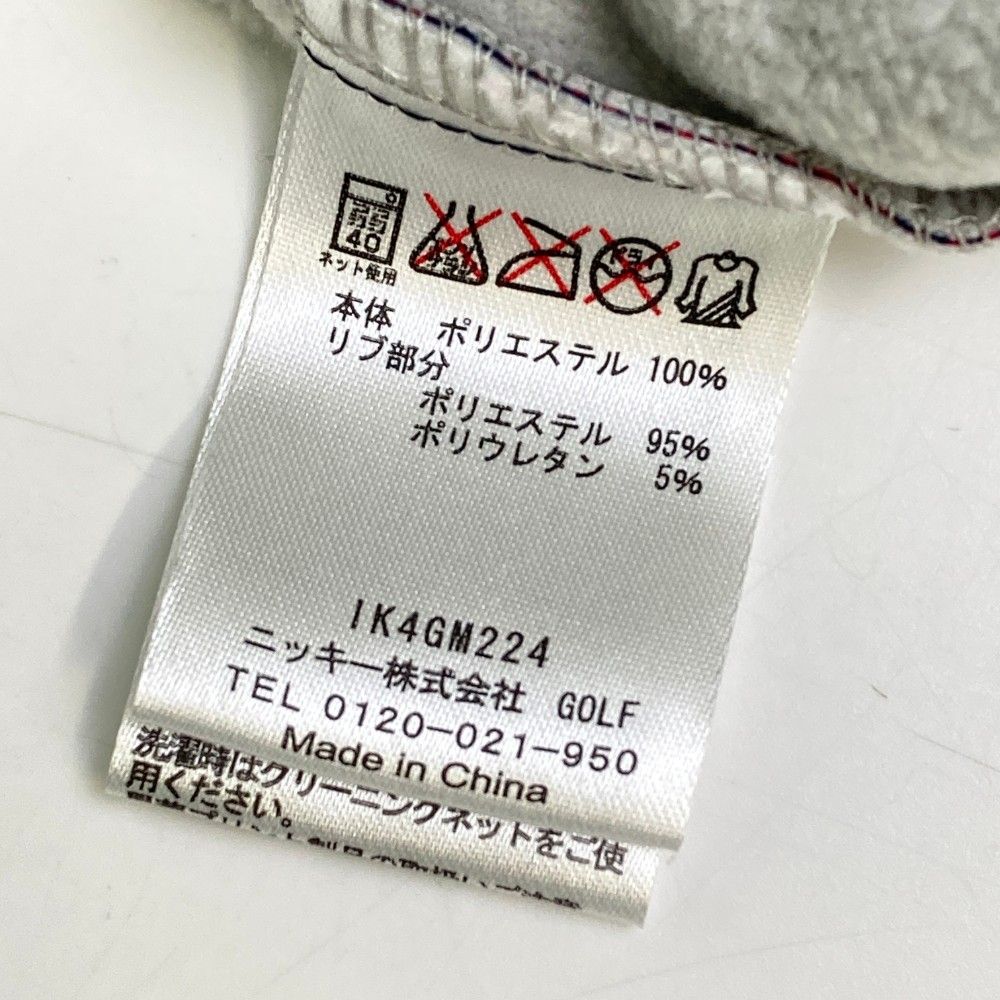 40
ネット使用
本体 ポリエステル 100%
リブ部分
ポリエステル 95%
ポリウレタン 5%
IK4GM224
ニッキー株式会社 GOLF
TEL 0120-021-950
Made in China
洗濯時はクリーニングネットをご使
用ください。